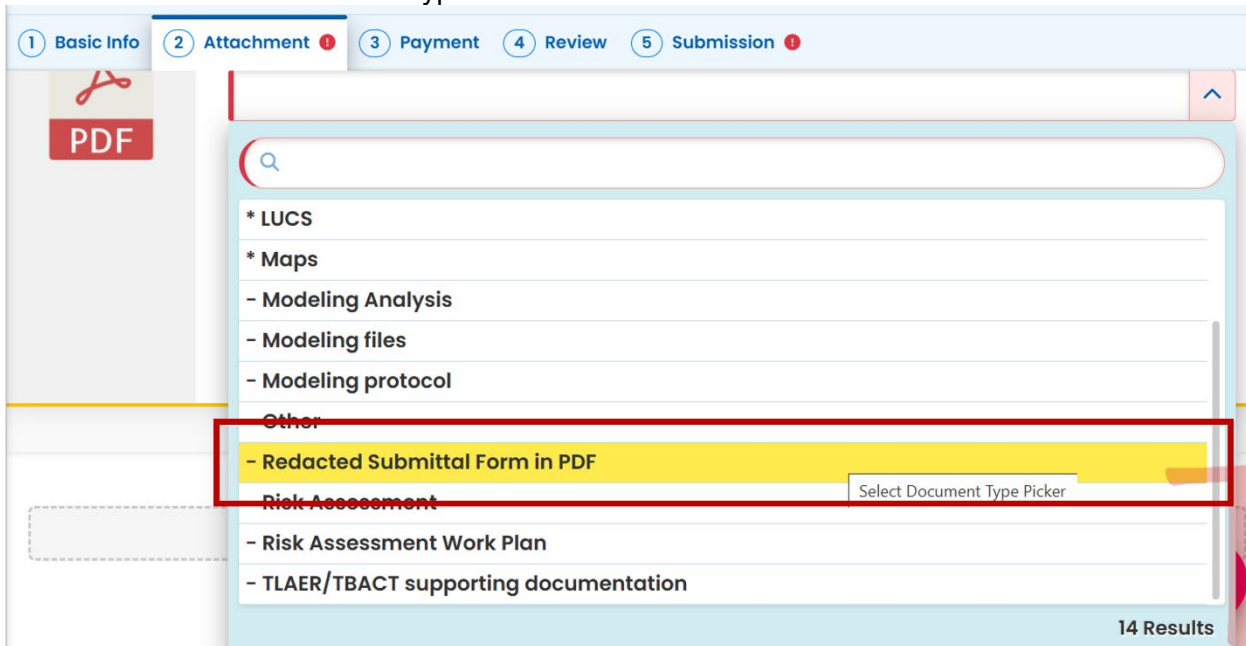 1 Basic Info 2 Attachment ! 3 Payment 4 Review 5 Submission !
PDF
* LUCS
* Maps
- Modeling Analysis
- Modeling files
- Modeling protocol
- Other
- Redacted Submittal Form in PDF
Select Document Type Picker
- Risk Assessment
- Risk Assessment Work Plan
- TLAER/TBACT supporting documentation
14 Results